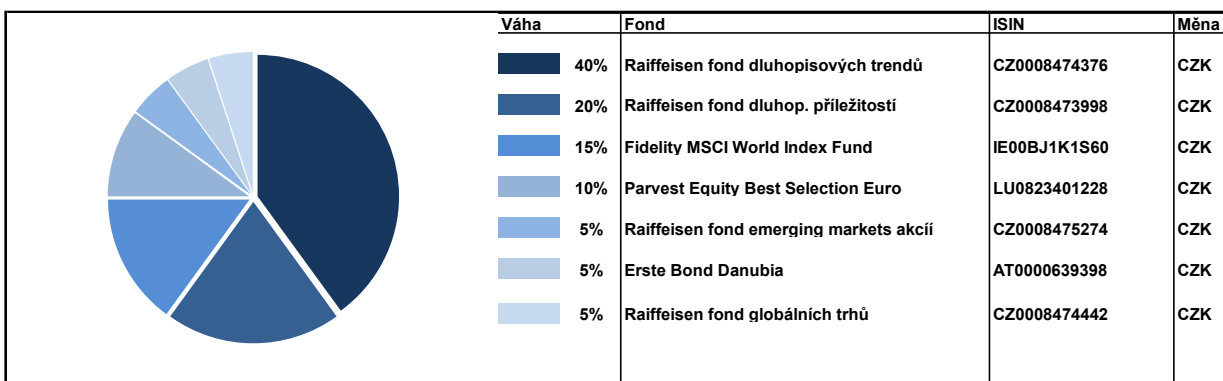 Váha Fond ISIN Měna
40% Raiffeisen fond dluhopisových trendů CZ0008474376 CZK
20% Raiffeisen fond dluhop. příležitostí CZ0008473998 CZK
15% Fidelity MSCI World Index Fund IE00BJ1K1S60 CZK
10% Parvest Equity Best Selection Euro LU0823401228 CZK
5% Raiffeisen fond emerging markets akcíí CZ0008475274 CZK
5% Erste Bond Danubia AT0000639398 CZK
5% Raiffeisen fond globálních trhů CZ0008474442 CZK